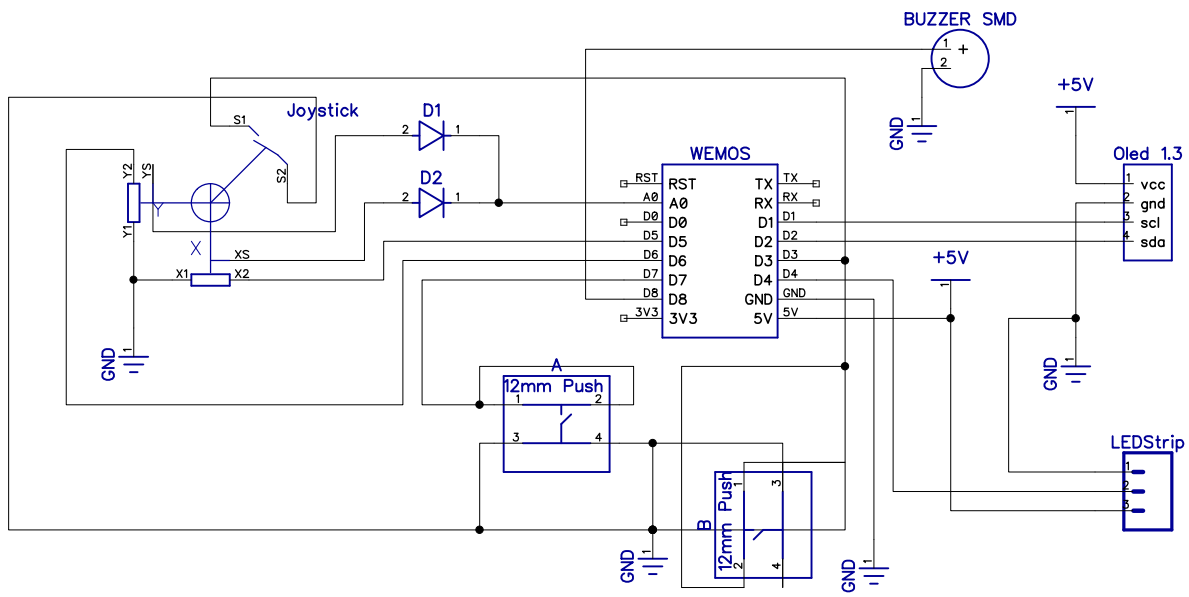 BUZZER SMD
1 +
2
GND 1
+5V
1
Joystick
S1
S2
D1
2 1
D2
2 1
Y2
YS
Y
Y1
X
XS
X1 X2
GND 1
WEMOS
RST RST TX TX
A0 A0 RX RX
D0 D0 D1 D1
D5 D5 D2 D2
D6 D6 D3 D3
D7 D7 D4 D4
D8 D8 GND GND
3V3 3V3 5V 5V
Oled 1.3
1 vcc
2 gnd
3 scl
4 sda
+5V
1
GND 1
A
12mm Push
1 2
3 4
B
12mm Push
1 3
2 4
GND 1
GND 1
LEDStrip
1
2
3